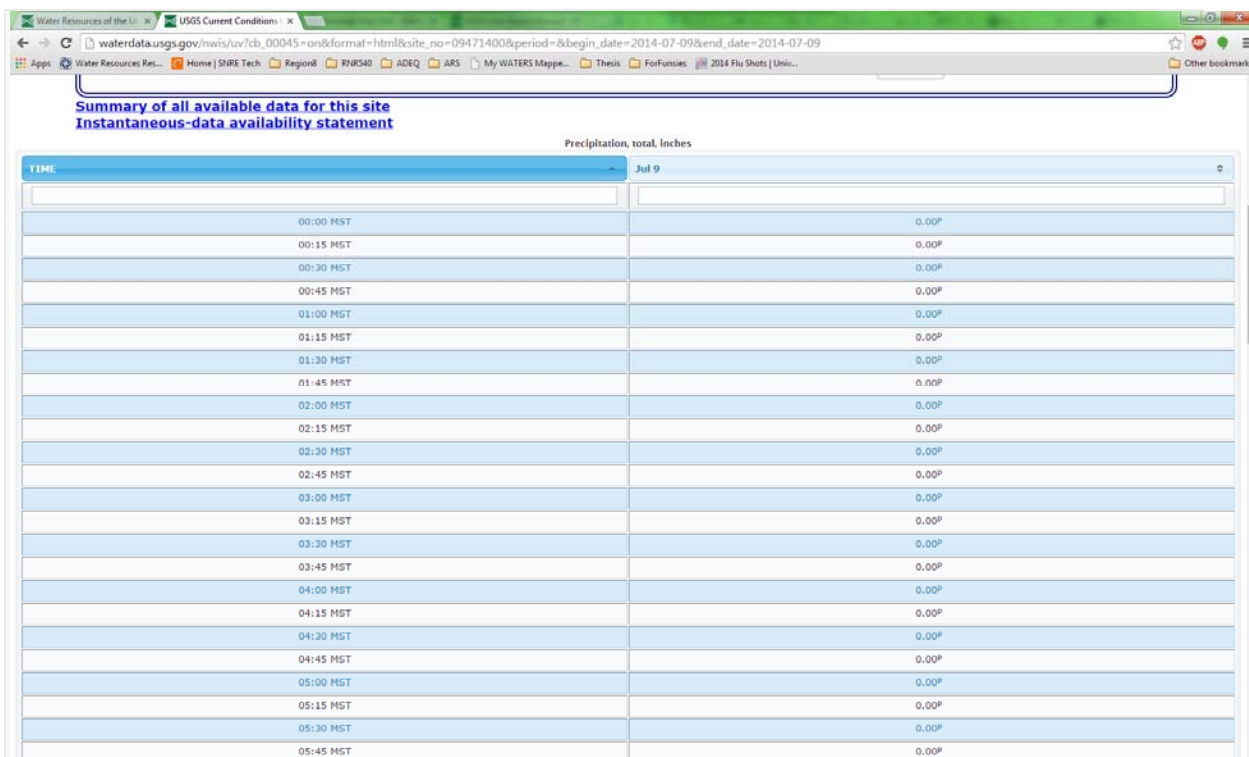 Water Resources of the U
USGS Current Conditions
waterdata.usgs.gov/nwis/uv?cb_00045=on&format=html&site_no=09471400&period=&begin_date=2014-07-09&end_date=2014-07-09
Apps Water Resources Res... Home | SNRE Tech Region8 RNR540 ADEQ ARS My WATERS Mappe... Thesis ForFunsies 2014 Flu Shots | Univ... Other bookmark
Summary of all available data for this site
Instantaneous-data availability statement
Precipitation, total, inches
TIME Jul 9
00:00 MST 0.00P
00:15 MST 0.00P
00:30 MST 0.00P
00:45 MST 0.00P
01:00 MST 0.00P
01:15 MST 0.00P
01:30 MST 0.00P
01:45 MST 0.00P
02:00 MST 0.00P
02:15 MST 0.00P
02:30 MST 0.00P
02:45 MST 0.00P
03:00 MST 0.00P
03:15 MST 0.00P
03:30 MST 0.00P
03:45 MST 0.00P
04:00 MST 0.00P
04:15 MST 0.00P
04:30 MST 0.00P
04:45 MST 0.00P
05:00 MST 0.00P
05:15 MST 0.00P
05:30 MST 0.00P
05:45 MST 0.00P